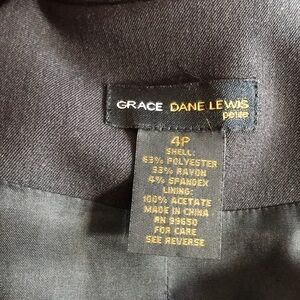 GRACE DANE LEWIS
petite
4P
SHELL:
63% POLYESTER
33% RAYON
4% SPANDEX
LINING:
100% ACETATE
MADE IN CHINA
RN 99650
FOR CARE
SEE REVERSE